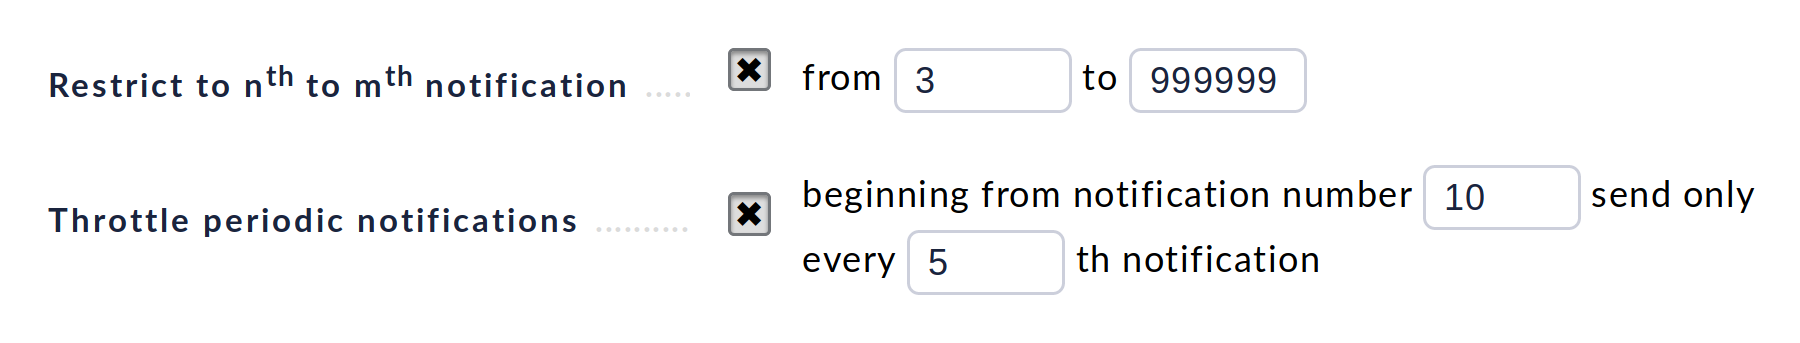 Restrict to nth to mth notification ..... ✖ from 3 to 999999
Throttle periodic notifications .......... ✖ beginning from notification number 10 send only
every 5 th notification